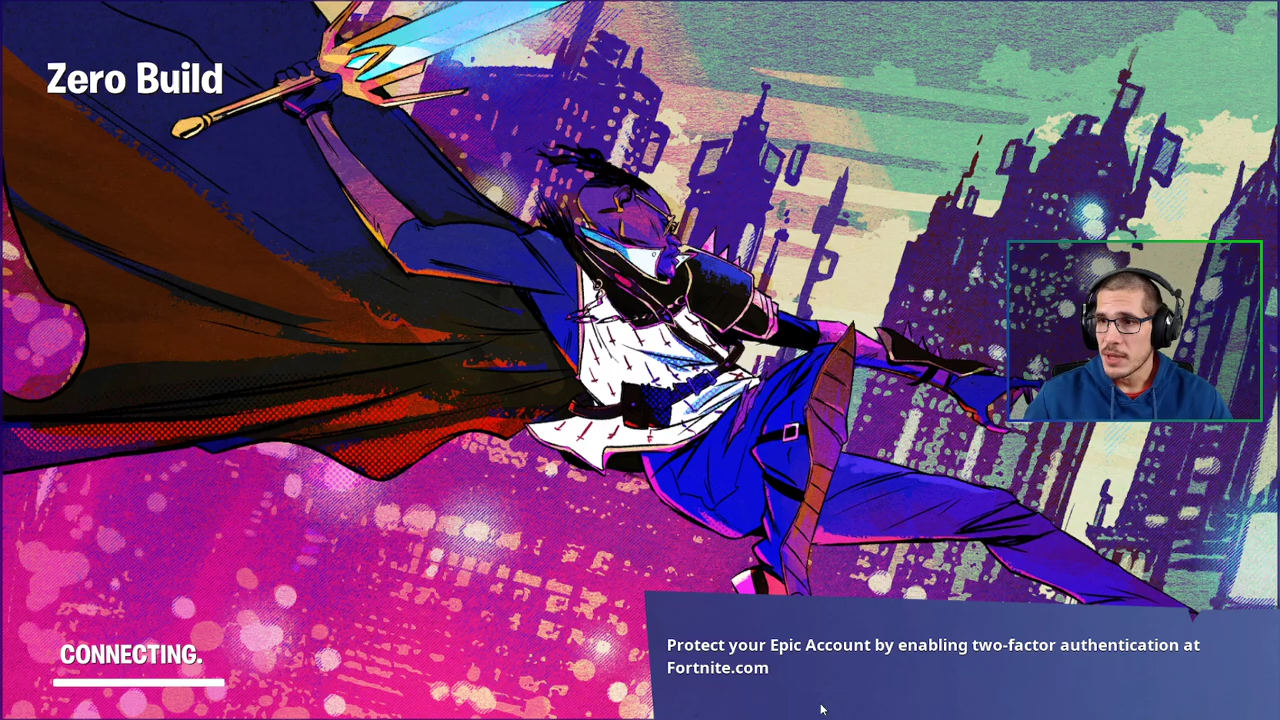 Zero Build
CONNECTING.
Protect your Epic Account by enabling two-factor authentication at
Fortnite.com